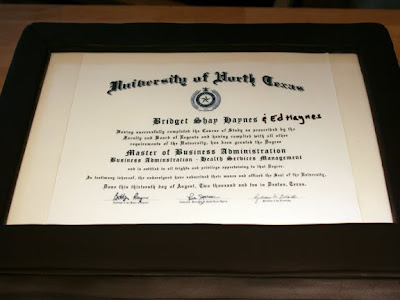 University of North Texas
Bridget Shay Haynes & Ed Haynes
Having successfully completed the Course of Study as prescribed by the
Faculty and Board of Regents and having complied with all other
requirements of the University, has been granted the Degree
Master of Business Administration
Business Administration - Health Services Management
and is entitled to all rights and privileges appertaining to that Degree.
In testimony whereof, the undersigned have subscribed their names and affixed the Seal of the University.
Done this thirteenth day of August, Two thousand and ten in Denton, Texas.